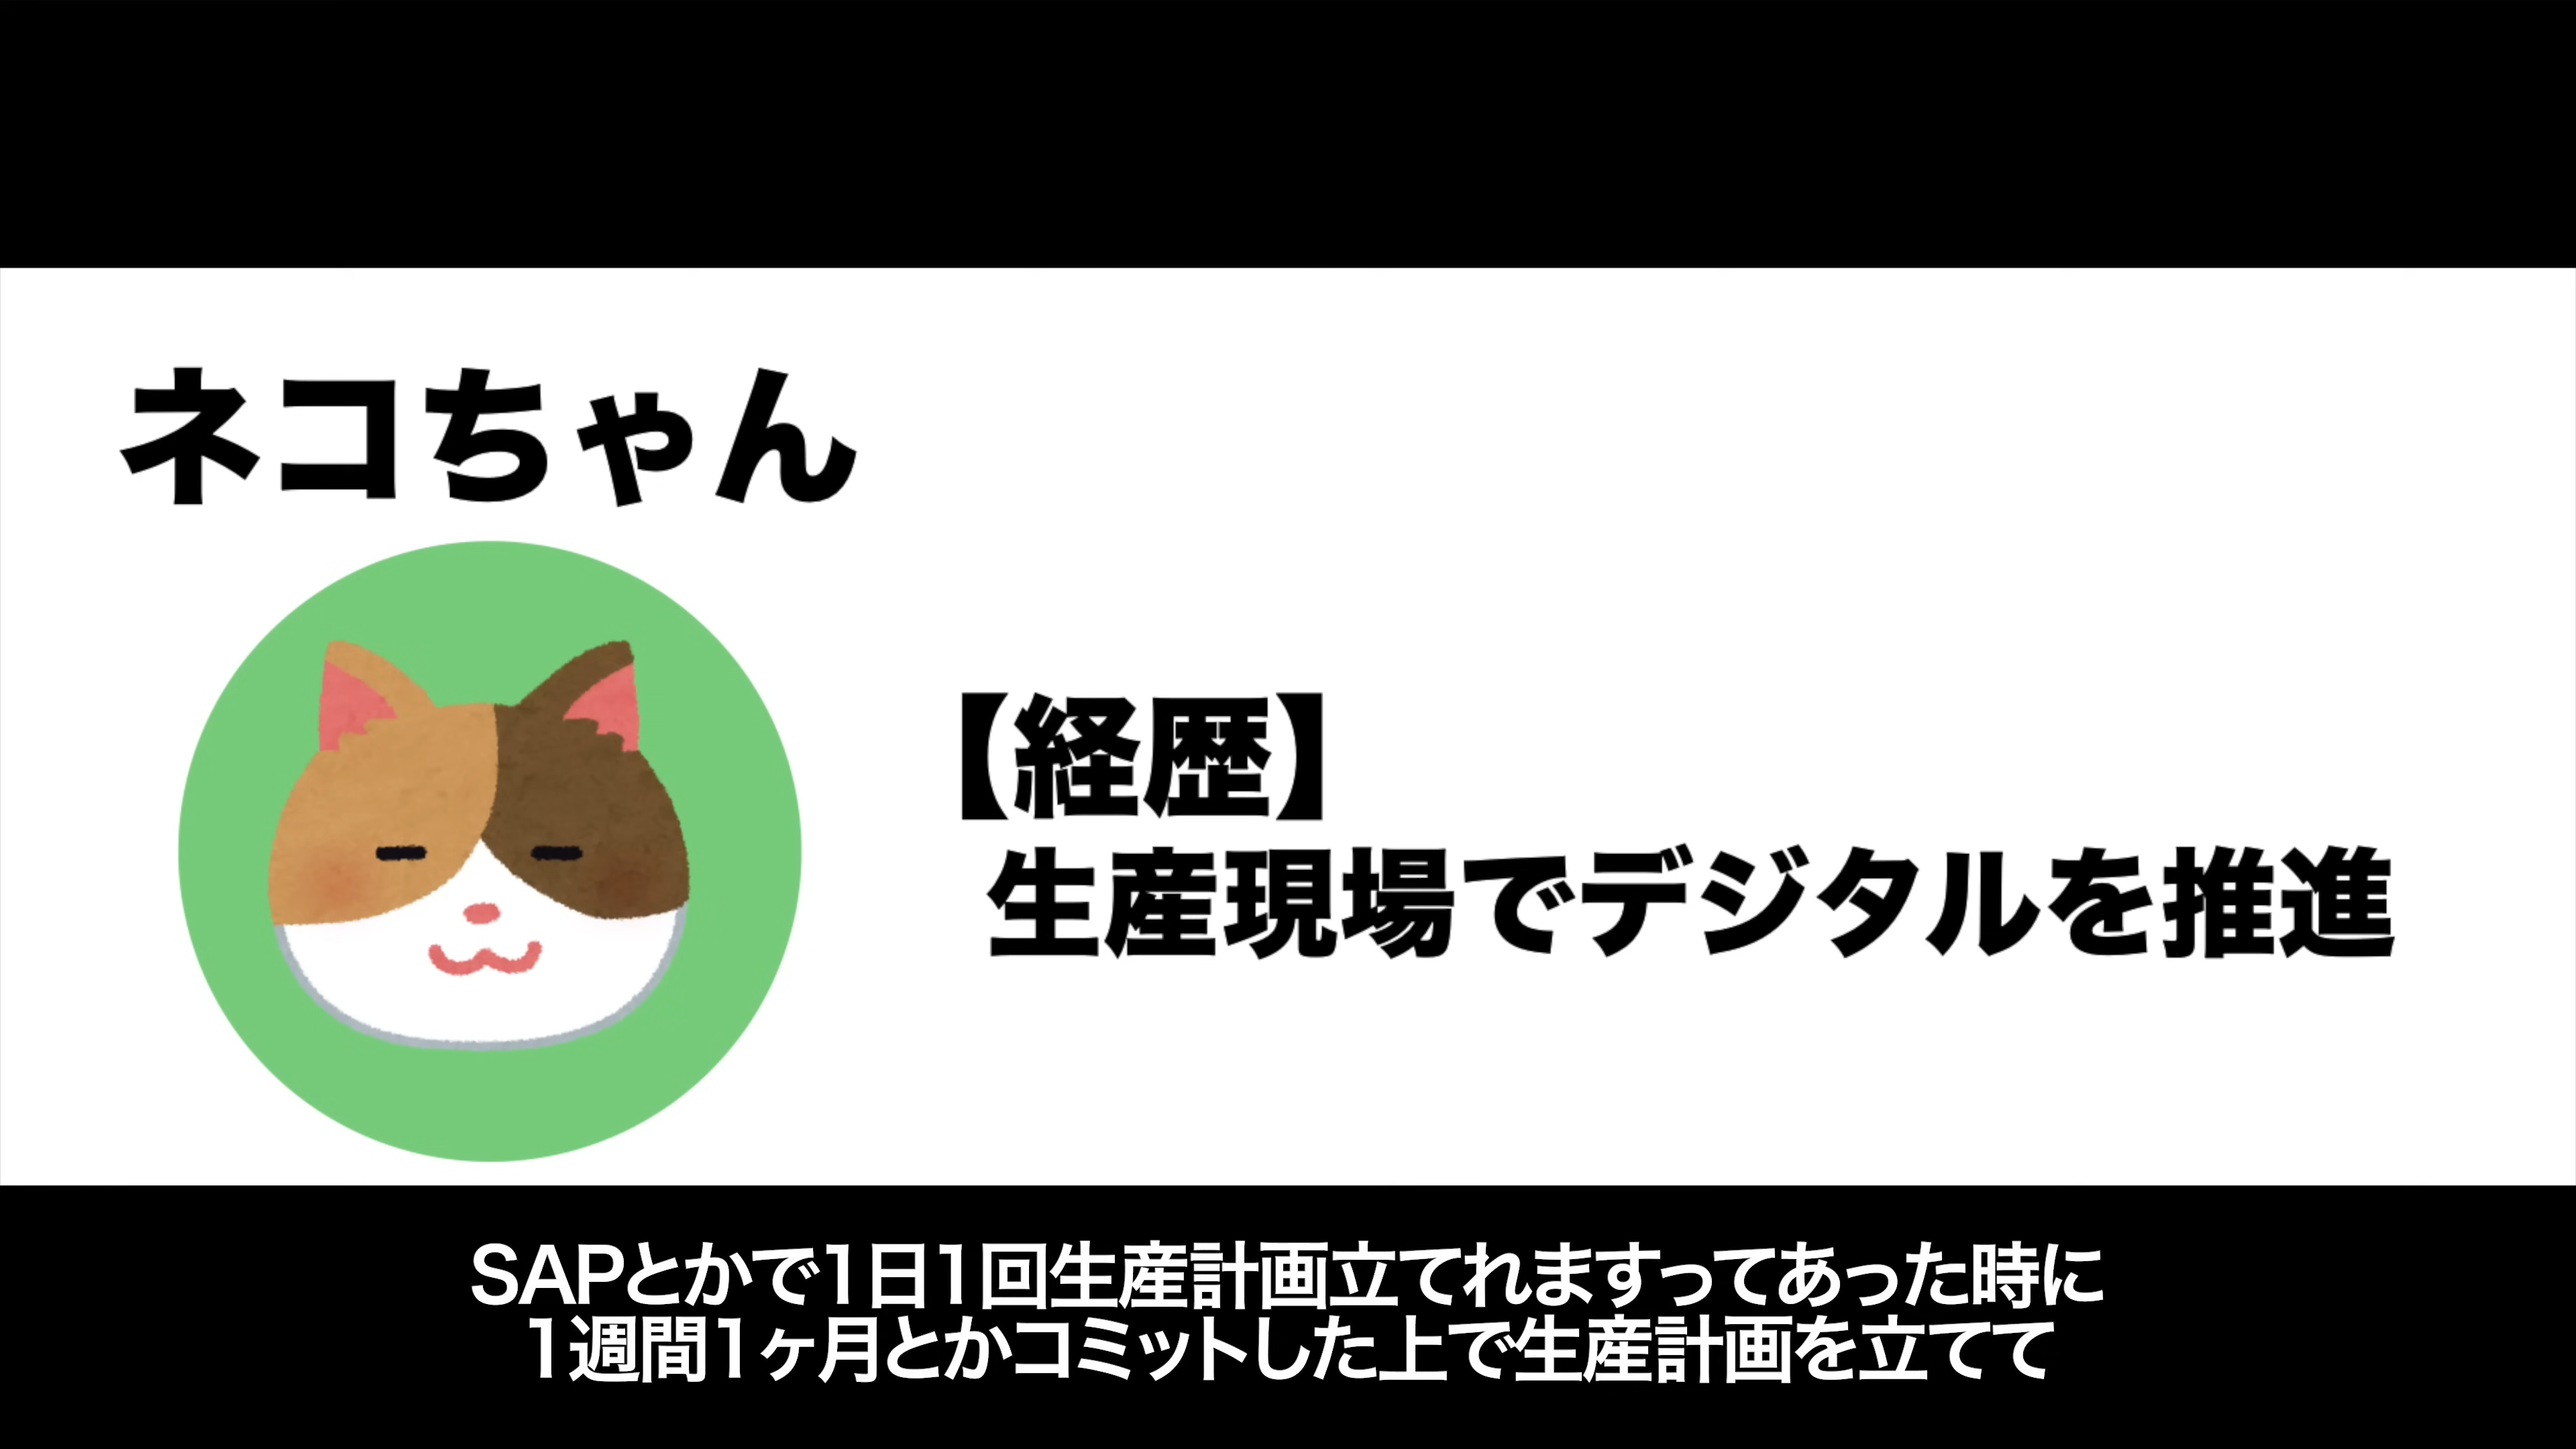 ネコちゃん
【経歴】
生産現場でデジタルを推進
SAPとかで1日1回生産計画立てれますってあった時に
1週間1ヶ月とかコミットした上で生産計画を立てて